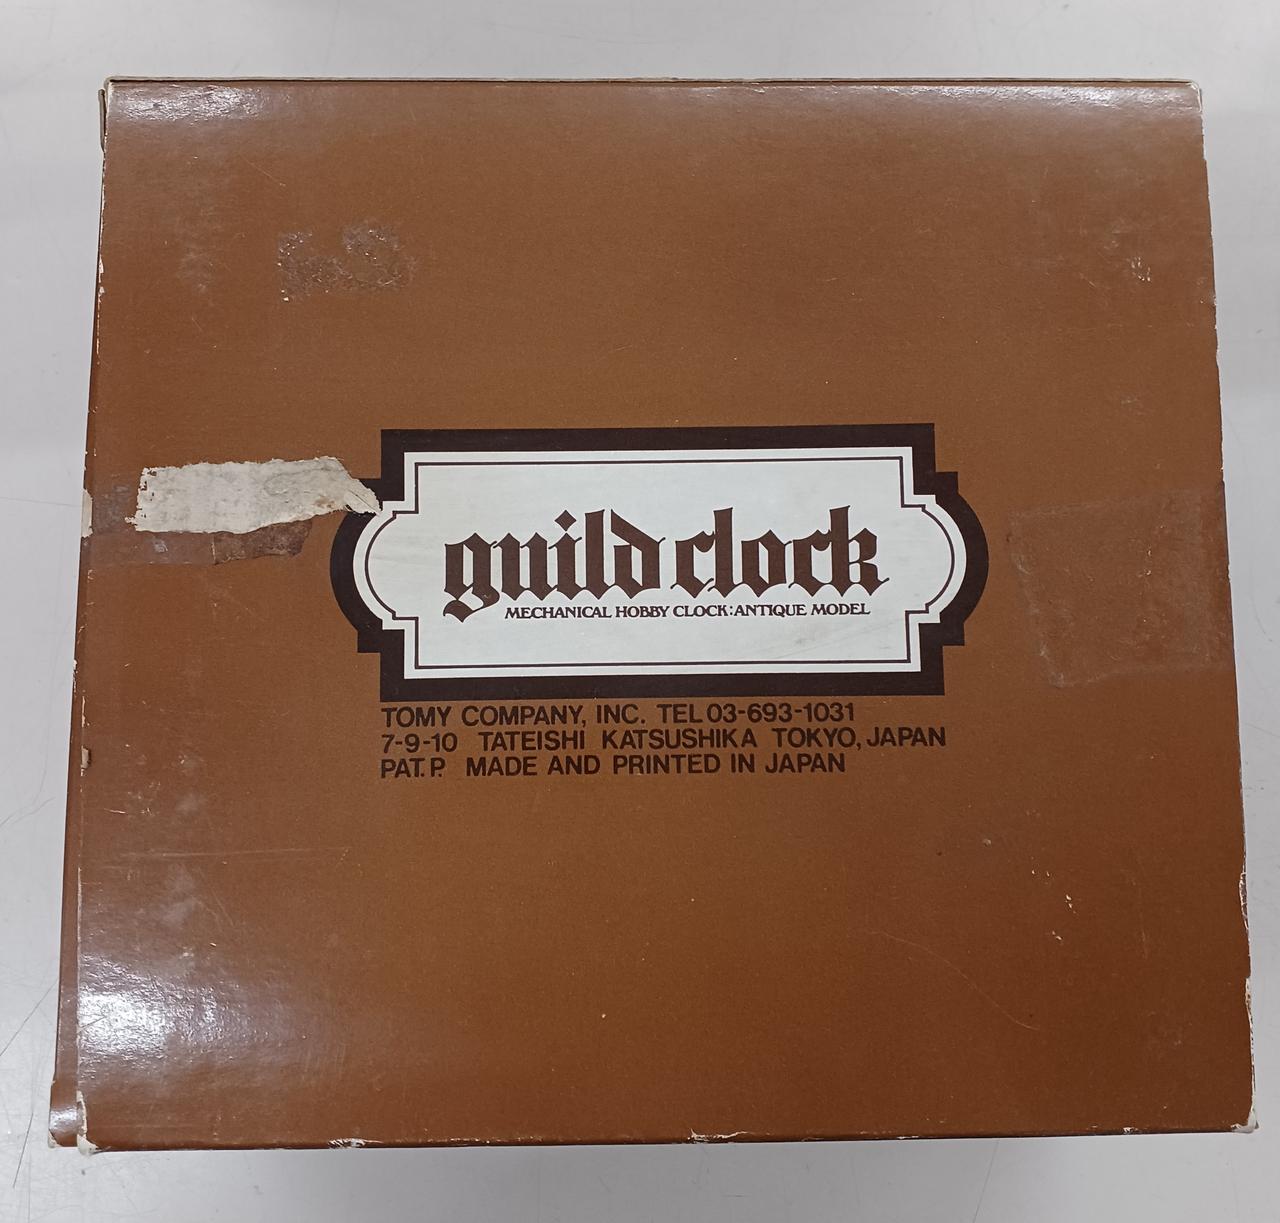 guild clock
MECHANICAL HOBBY CLOCK:ANTIQUE MODEL
TOMY COMPANY, INC. TEL 03-693-1031
7-9-10 TATEISHI KATSUSHIKA TOKYO, JAPAN
PAT. P. MADE AND PRINTED IN JAPAN